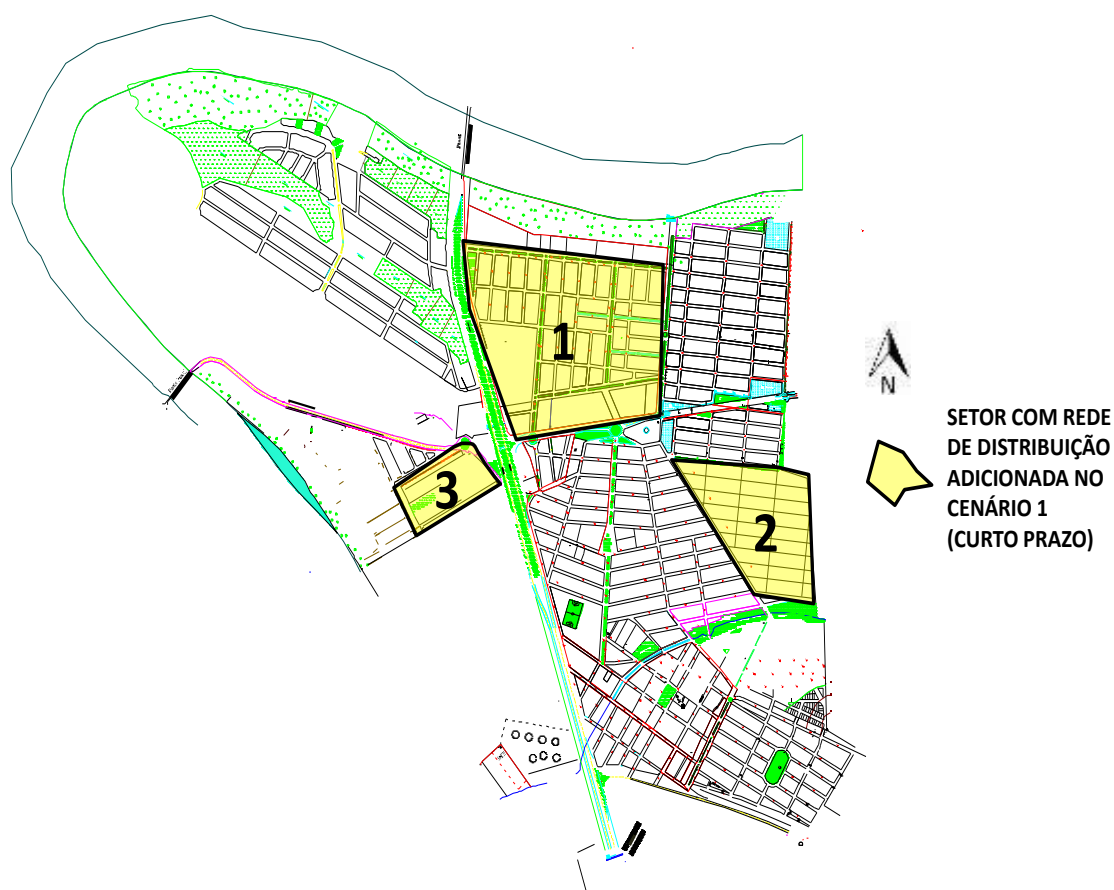 1
2
3
N
SETOR COM REDE
DE DISTRIBUIÇÃO
ADICIONADA NO
CENÁRIO 1
(CURTO PRAZO)